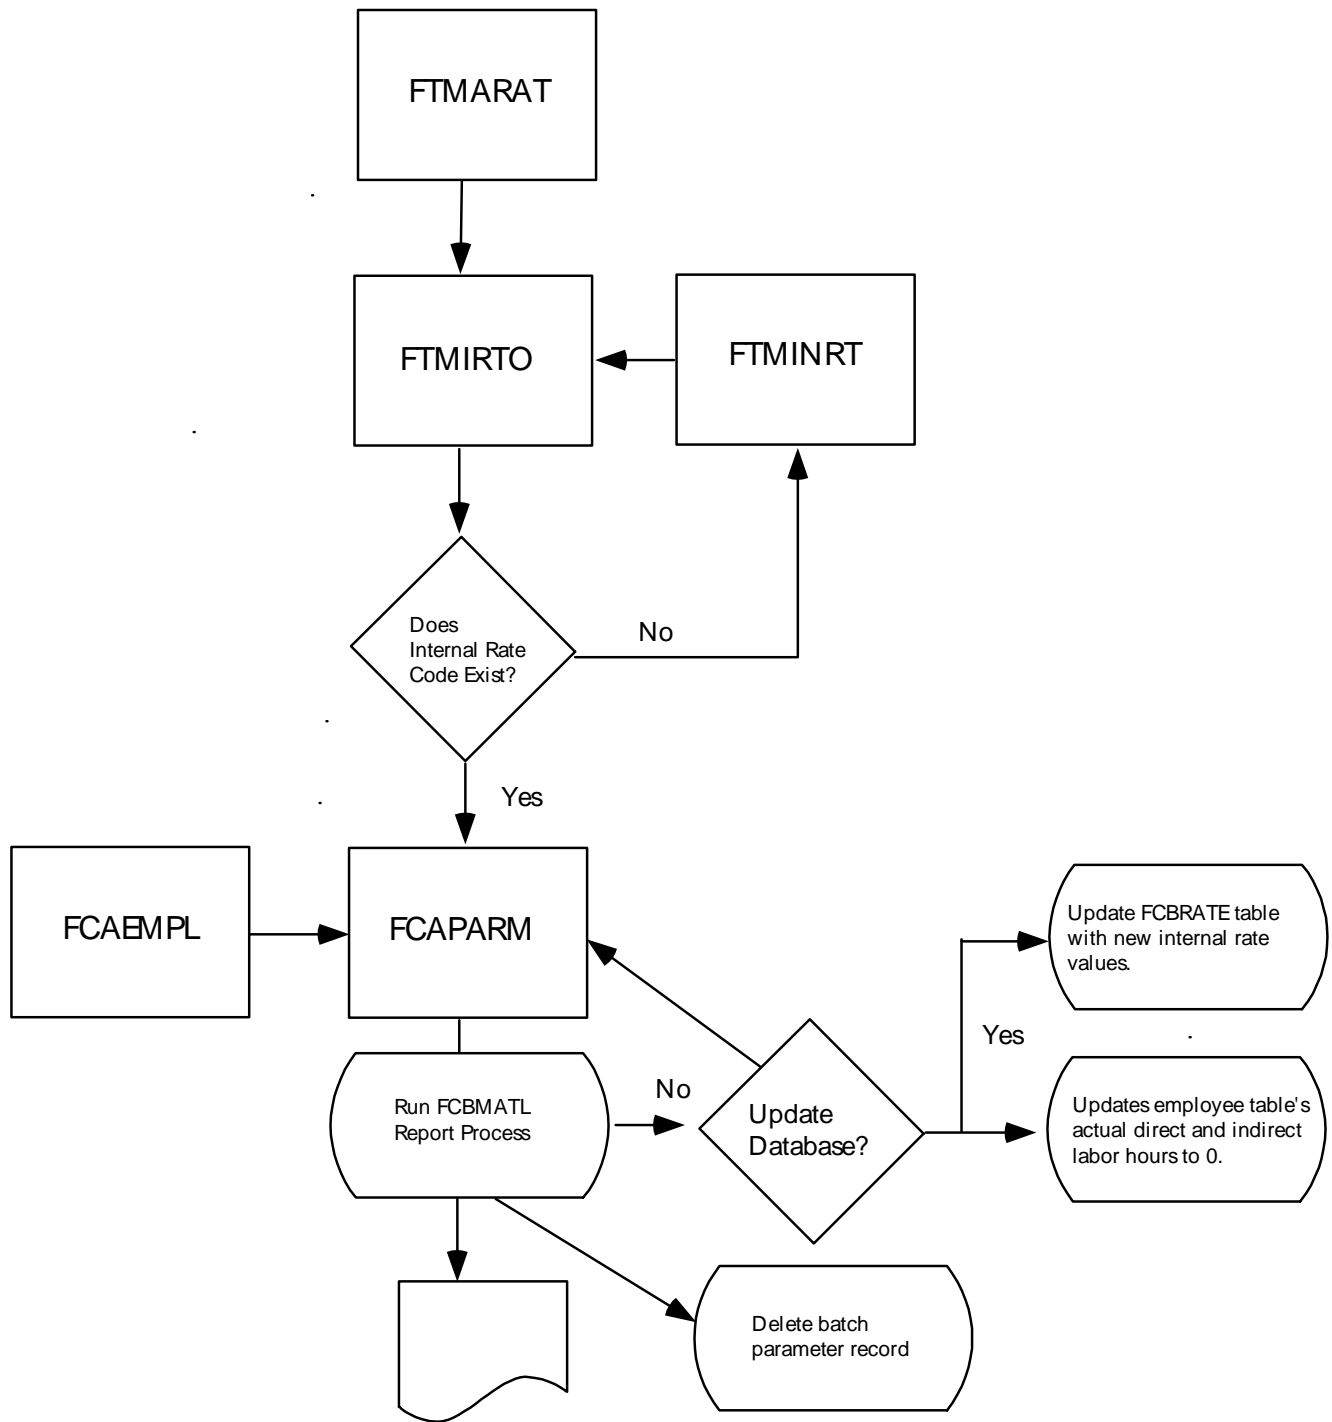 FTMARAT
FTMIRTO
FTMINRT
Does
Internal Rate
Code Exist?
No
Yes
FCAEMPL
FCAPARM
Update FCBRATE table
with new internal rate
values.
Yes
No
Run FCBMATL
Report Process
Update
Database?
Updates employee table's
actual direct and indirect
labor hours to 0.
Delete batch
parameter record